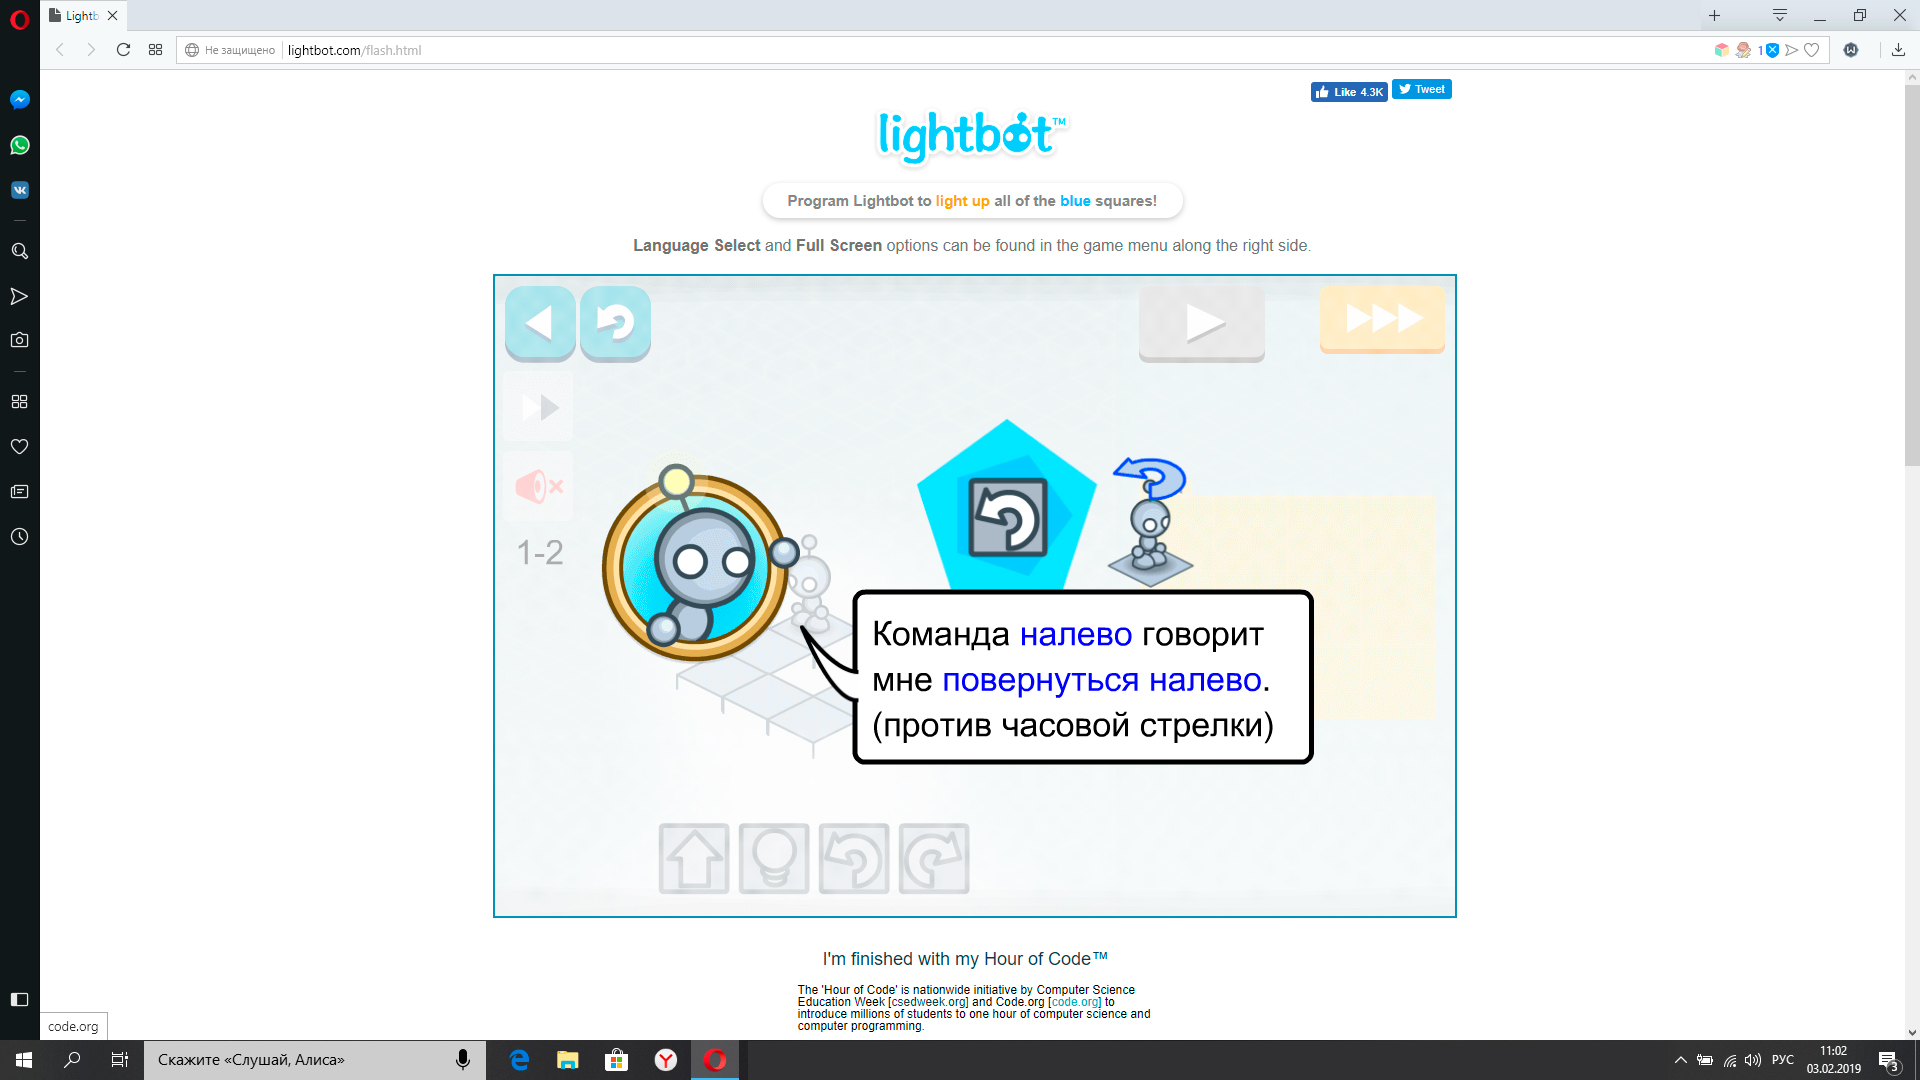 Lightb
Не защищено
lightbot.com/flash.html
1
Like 4.3K
Tweet
lightbot™
Program Lightbot to light up all of the blue squares!
Language Select and Full Screen options can be found in the game menu along the right side.
1-2
Команда налево говорит
мне повернуться налево.
(против часовой стрелки)
I'm finished with my Hour of Code™
The 'Hour of Code' is nationwide initiative by Computer Science
Education Week [csedweek.org] and Code.org [code.org] to
introduce millions of students to one hour of computer science and
computer programming.
code.org
Скажите «Слушай, Алиса»
РУС
11:02
03.02.2019
3